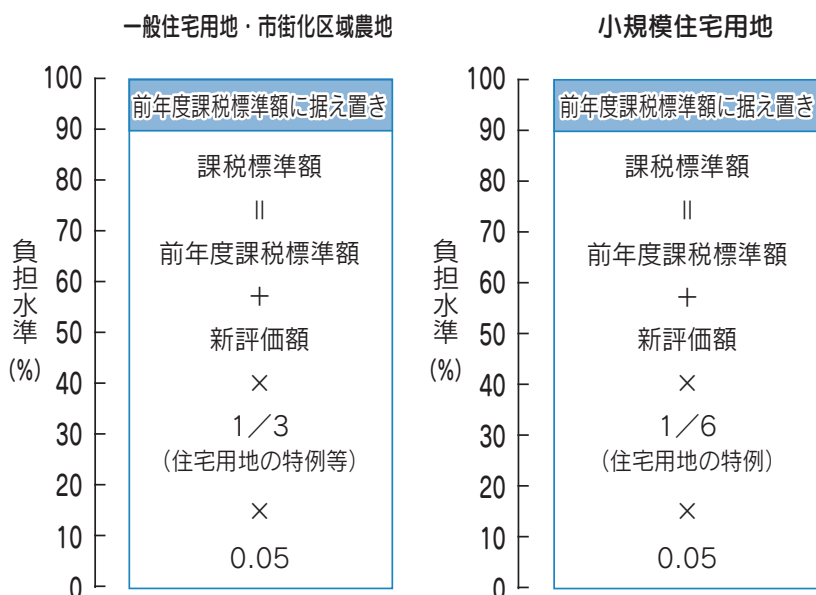 一般住宅用地・市街化区域農地
負担水準
(%)
100
90
80
70
60
50
40
30
20
10
0
前年度課税標準額に据え置き
課税標準額
＝
前年度課税標準額
＋
新評価額
×
1／3
（住宅用地の特例等）
×
0.05
小規模住宅用地
負担水準
(%)
100
90
80
70
60
50
40
30
20
10
0
前年度課税標準額に据え置き
課税標準額
＝
前年度課税標準額
＋
新評価額
×
1／6
（住宅用地の特例）
×
0.05